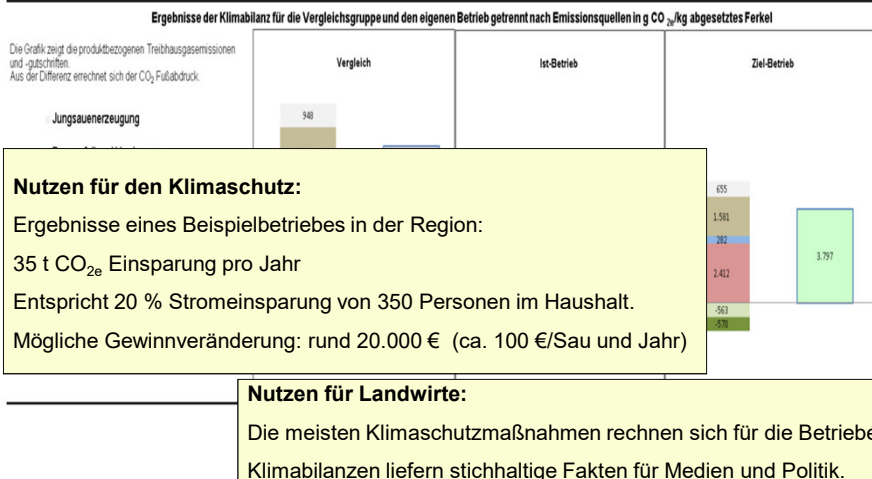 Ergebnisse der Klimabilanz für die Vergleichsgruppe und den eigenen Betrieb getrennt nach Emissionsquellen in g CO 2e/kg abgesetztes Ferkel
Die Grafik zeigt die produktbezogenen Treibhausgasemissionen
und -gutschriften.
Aus der Differenz errechnet sich der CO2 Fußabdruck.
Vergleich
Ist-Betrieb
Ziel-Betrieb
Jungsauenerzeugung
948
Nutzen für den Klimaschutz:
Ergebnisse eines Beispielbetriebes in der Region:
35 t CO2e Einsparung pro Jahr
Entspricht 20 % Stromeinsparung von 350 Personen im Haushalt.
Mögliche Gewinnveränderung: rund 20.000 € (ca. 100 €/Sau und Jahr)
655
1.581
282
2.412
-563
-570
3.797
Nutzen für Landwirte:
Die meisten Klimaschutzmaßnahmen rechnen sich für die Betriebe
Klimabilanzen liefern stichhaltige Fakten für Medien und Politik.